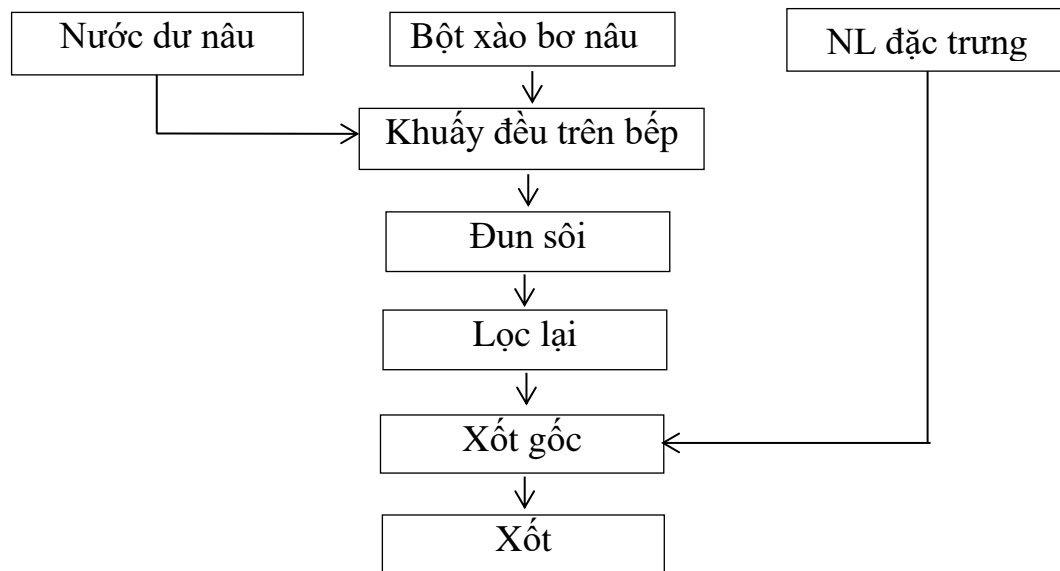 Nước dư nâu
Bột xào bơ nâu
NL đặc trưng
Khuấy đều trên bếp
Đun sôi
Lọc lại
Xốt gốc
Xốt